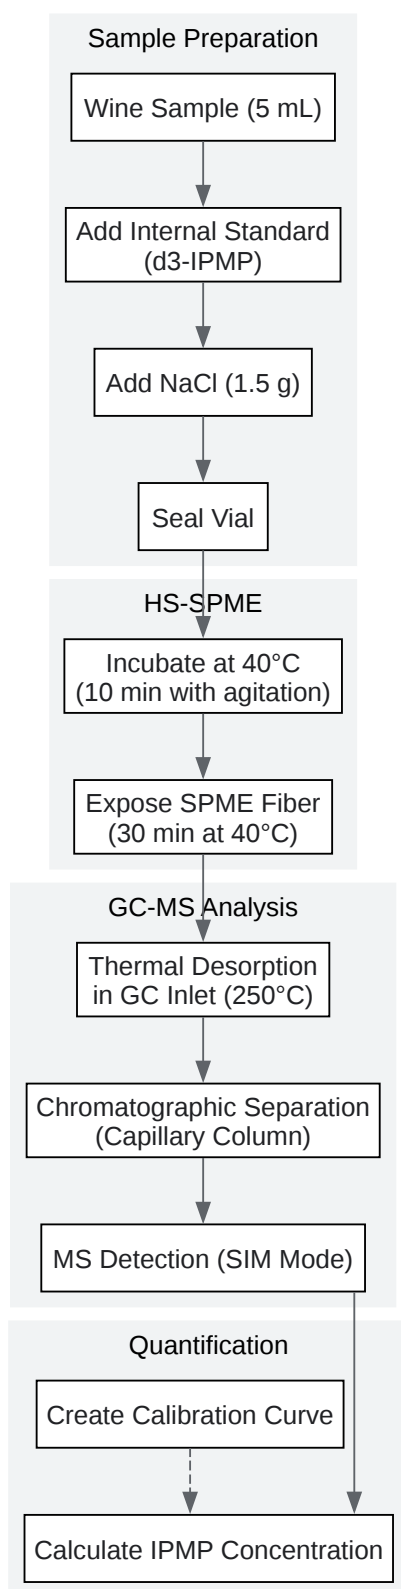 Sample Preparation
Wine Sample (5 mL)
Add Internal Standard
(d3-IPMP)
Add NaCl (1.5 g)
Seal Vial
HS-SPME
Incubate at 40°C
(10 min with agitation)
Expose SPME Fiber
(30 min at 40°C)
GC-MS Analysis
Thermal Desorption
in GC Inlet (250°C)
Chromatographic Separation
(Capillary Column)
MS Detection (SIM Mode)
Quantification
Create Calibration Curve
Calculate IPMP Concentration